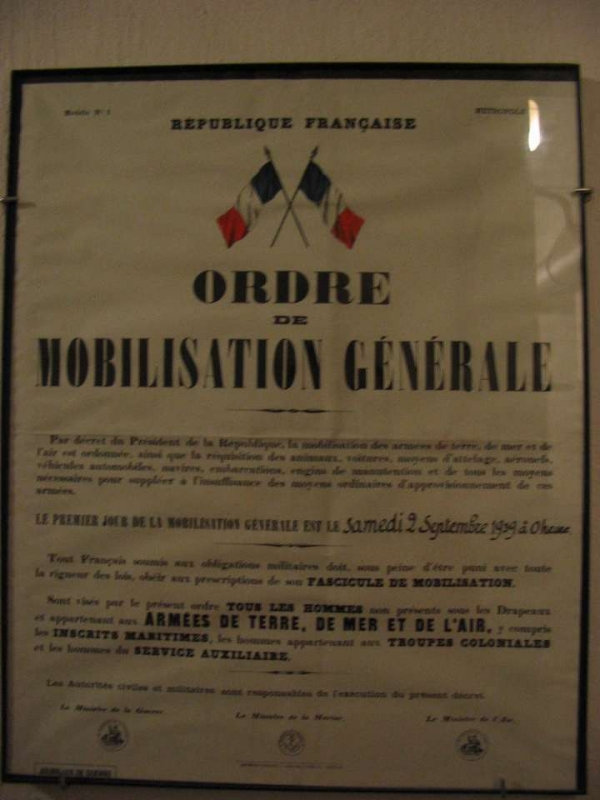 Modèle N° 1
MÉTROPOLE
RÉPUBLIQUE FRANÇAISE
ORDRE
DE
MOBILISATION GÉNÉRALE
Par décret du Président de la République, la mobilisation des armées de terre, de mer et de
l'air est ordonnée, ainsi que la réquisition des animaux, voitures, moyens d'attelage, aéronefs,
véhicules automobiles, navires, embarcations, engins de manutention et de tous les moyens
nécessaires pour suppléer à l'insuffisance des moyens ordinaires d'approvisionnement de ces
armées.
LE PREMIER JOUR DE LA MOBILISATION GÉNÉRALE EST LE Samedi 2 Septembre 1939 à 0 heure
Tout Français soumis aux obligations militaires doit, sous peine d'être puni avec toute
la rigueur des lois, obéir aux prescriptions de son FASCICULE DE MOBILISATION.
Sont visés par le présent ordre TOUS LES HOMMES non présents sous les Drapeaux
et appartenant aux ARMÉES DE TERRE, DE MER ET DE L'AIR, y compris
les INSCRITS MARITIMES, les hommes appartenant aux TROUPES COLONIALES
et les hommes du SERVICE AUXILIAIRE.
Les Autorités civiles et militaires sont responsables de l'exécution du présent décret.
Le Ministre de la Guerre,
Le Ministre de la Marine,
Le Ministre de l'Air,